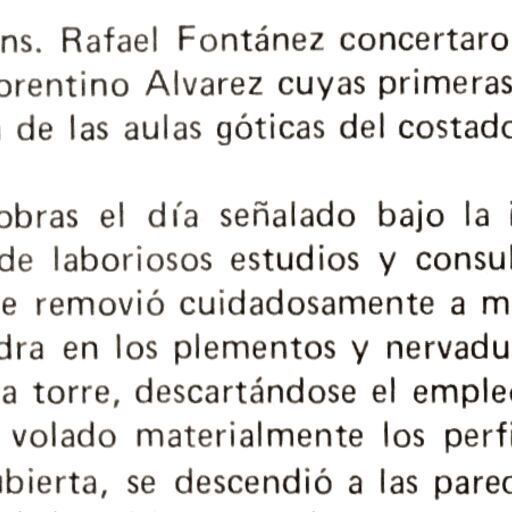 ns. Rafael Fontánez concertaro
orentino Alvarez cuyas primeras
de las aulas góticas del costado
obras el día señalado bajo la i
de laboriosos estudios y consul
e removió cuidadosamente a m
dra en los plementos y nervadu
a torre, descartándose el emple
volado materialmente los perfi
ubierta, se descendió a las pared